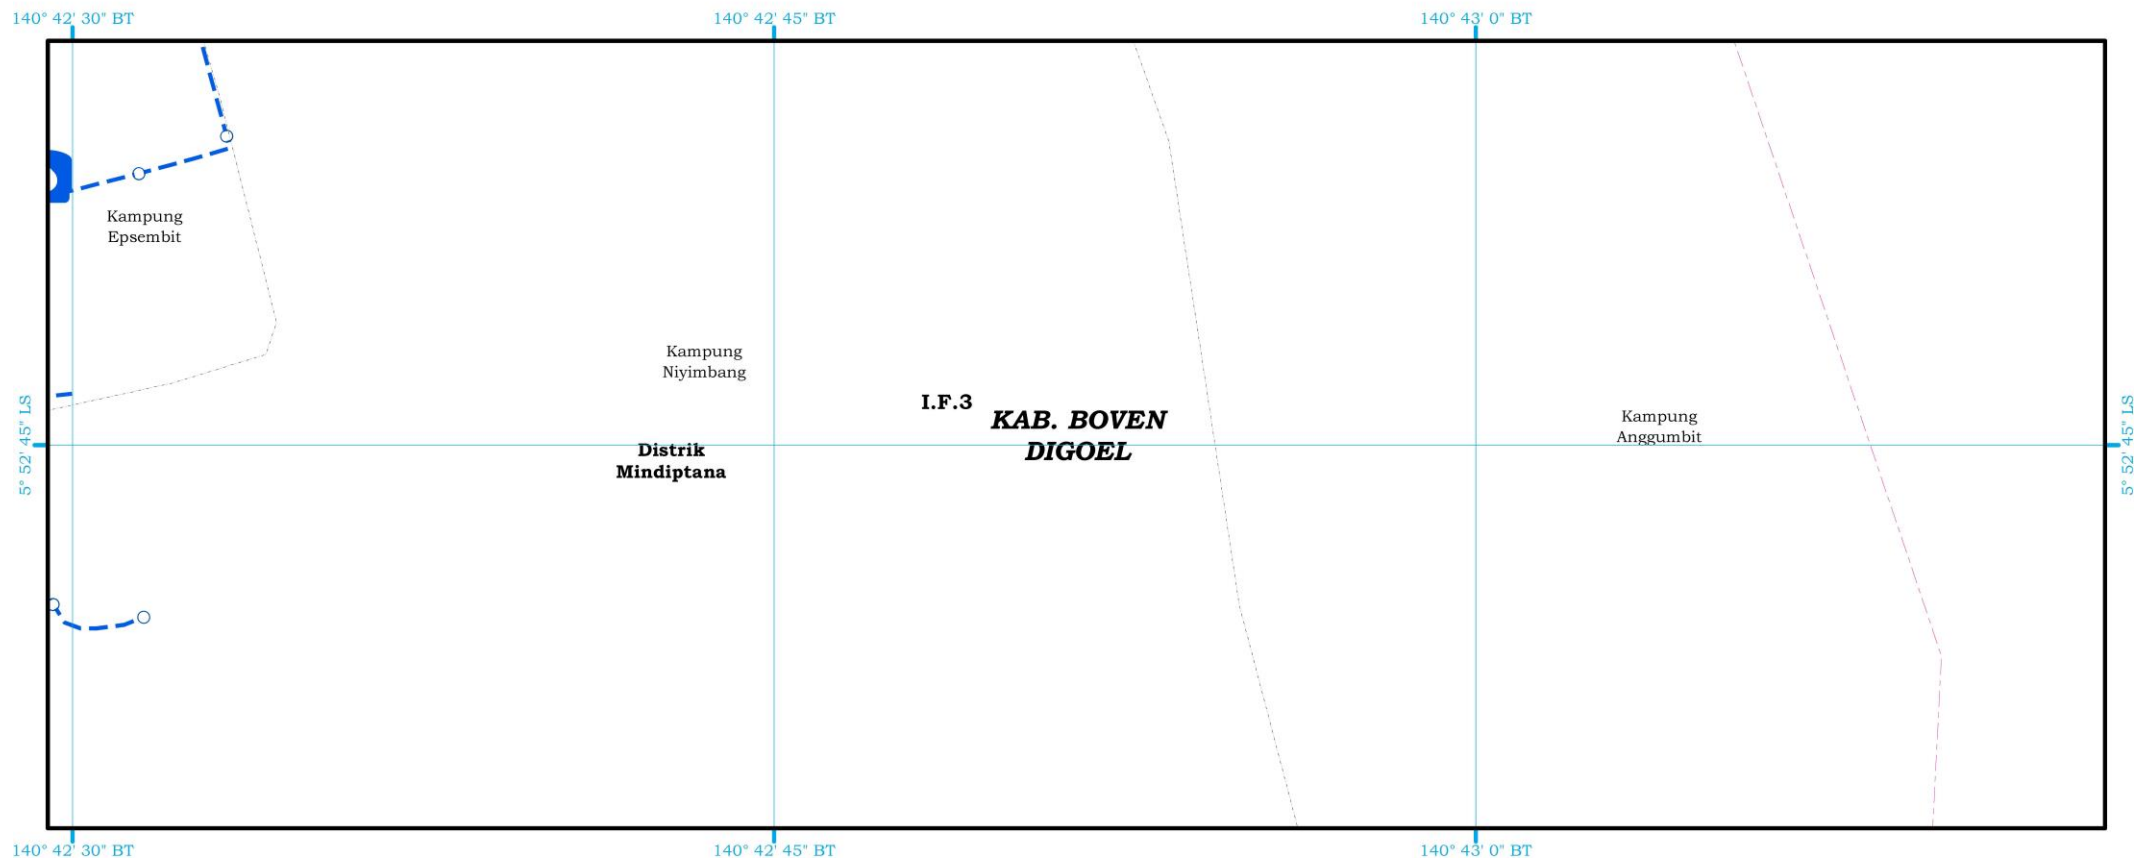 140° 42' 30" BT
140° 42' 45" BT
140° 43' 0" BT
Kampung
Epsembit
Kampung
Niyimbang
I.F.3
KAB. BOVEN
DIGOEL
Kampung
Anggumbit
Distrik
Mindiptana
5° 52' 45" LS
5° 52' 45" LS
140° 42' 30" BT
140° 42' 45" BT
140° 43' 0" BT